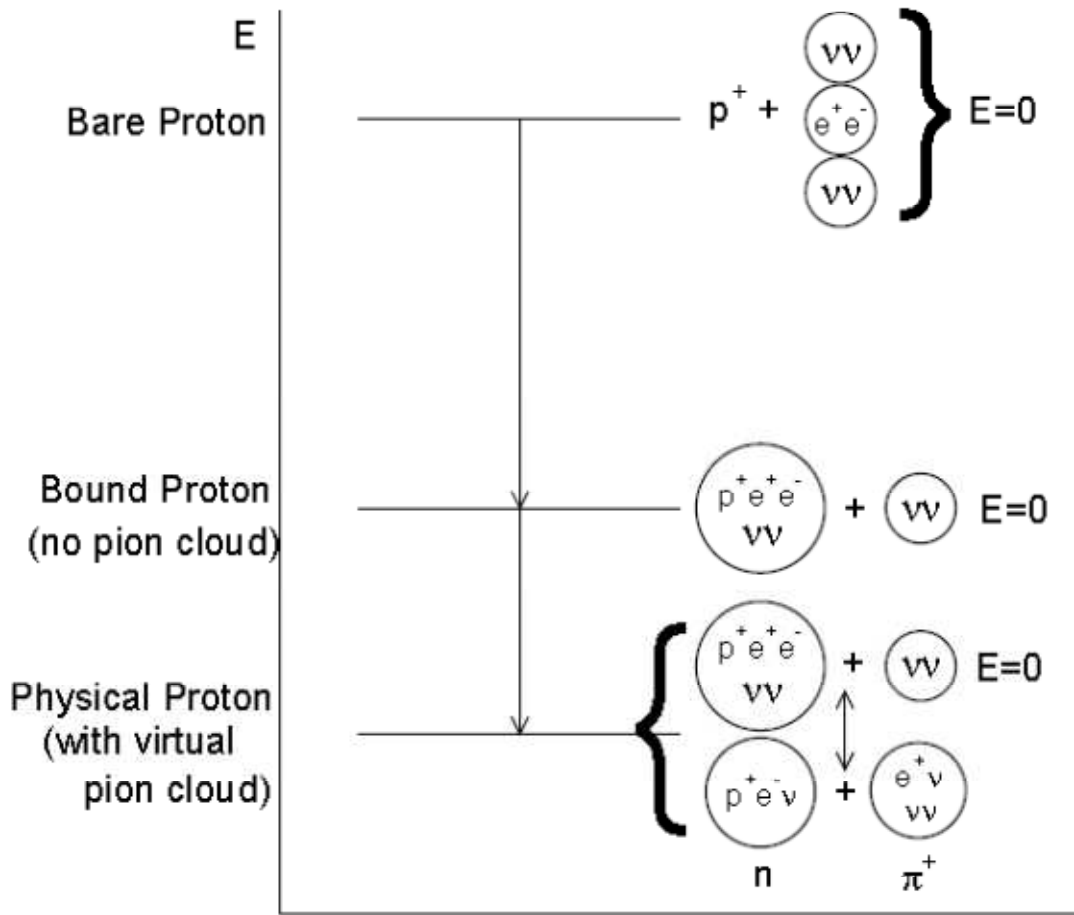 E
νν
Bare Proton
p⁺ +
e⁺ e⁻
E=0
νν
Bound Proton
(no pion cloud)
p⁺ e⁺ e⁻
νν
+
νν
E=0
Physical Proton
(with virtual
pion cloud)
p⁺ e⁺ e⁻
νν
+
νν
E=0
p⁺ e⁻ ν
+
e⁺ ν
νν
n
π⁺